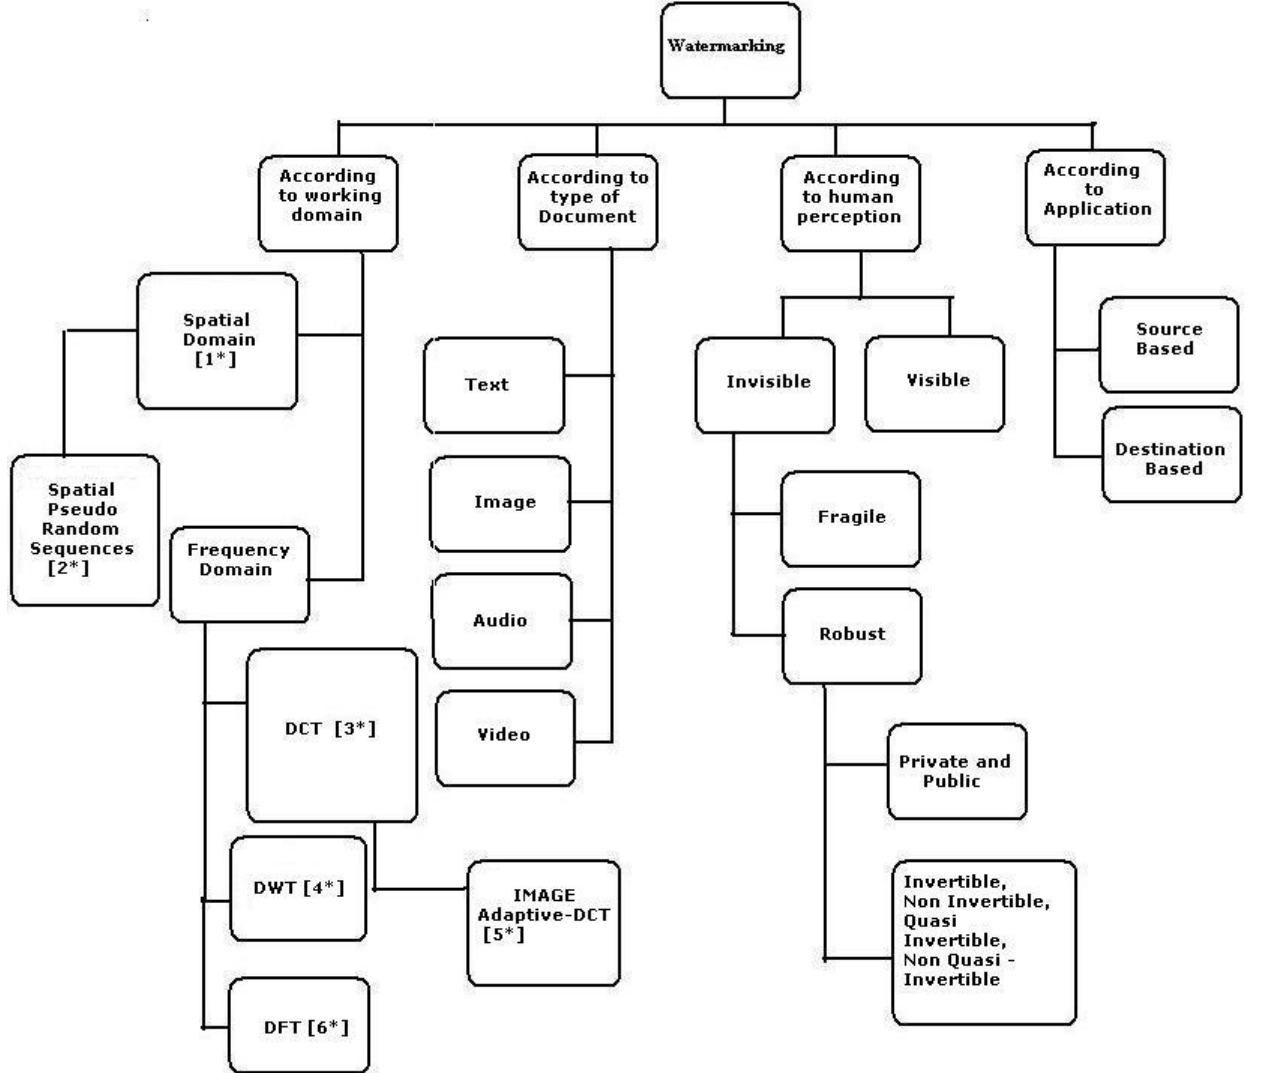 Watermarking
According
to working
domain
According to
type of
Document
According
to human
perception
According
to
Application
Spatial
Domain
[1*]
Spatial
Pseudo
Random
Sequences
[2*]
Frequency
Domain
DCT [3*]
DWT [4*]
IMAGE
Adaptive-DCT
[5*]
DFT [6*]
Text
Image
Audio
Video
Invisible
Visible
Fragile
Robust
Private and
Public
Invertible,
Non Invertible,
Quasi
Invertible,
Non Quasi -
Invertible
Source
Based
Destination
Based